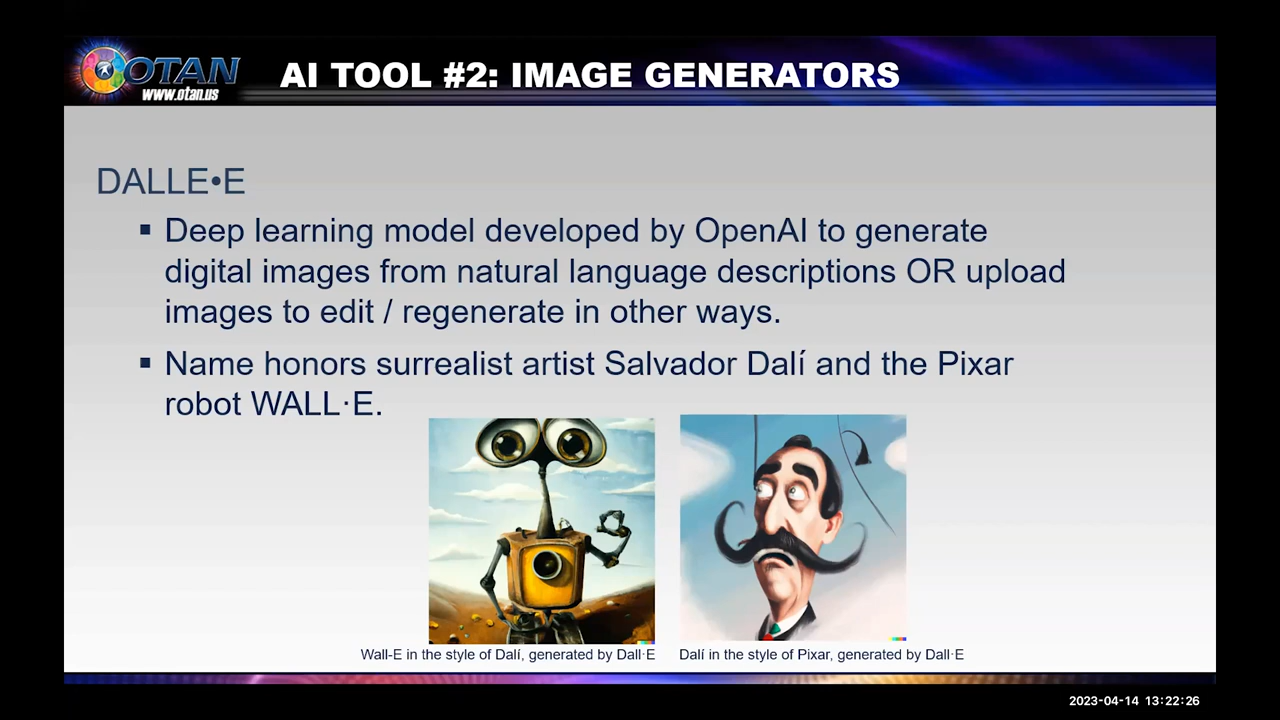 OTAN
www.otan.us
AI TOOL #2: IMAGE GENERATORS
DALLE•E
▪ Deep learning model developed by OpenAI to generate
digital images from natural language descriptions OR upload
images to edit / regenerate in other ways.
▪ Name honors surrealist artist Salvador Dalí and the Pixar
robot WALL·E.
Wall-E in the style of Dalí, generated by Dall·E
Dalí in the style of Pixar, generated by Dall·E
2023-04-14 13:22:26